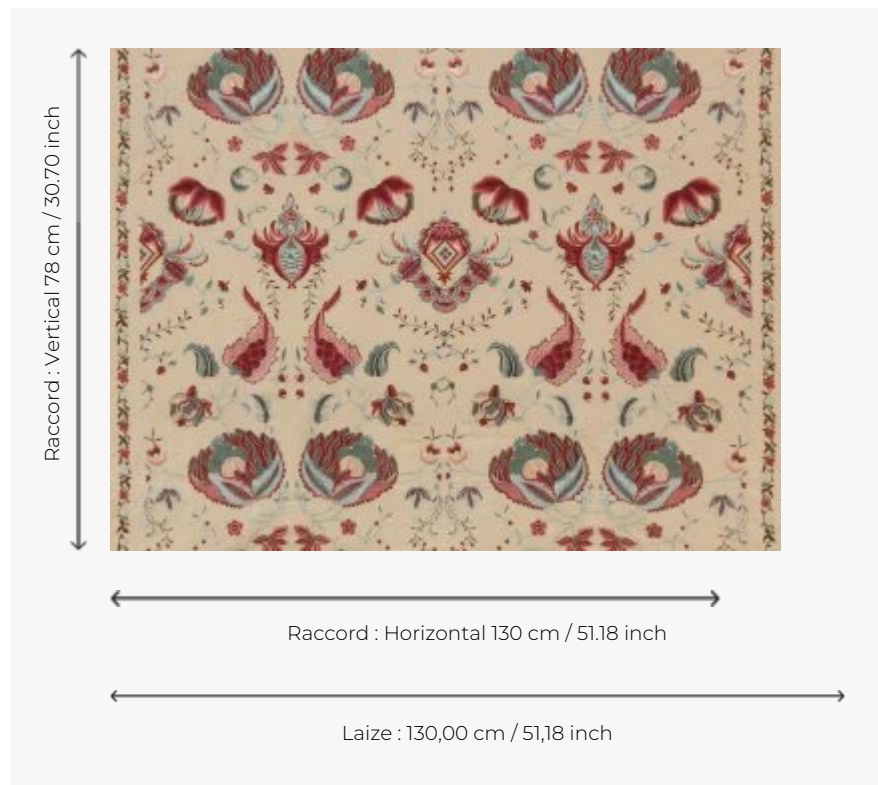 Raccord : Vertical 78 cm / 30.70 inch
Raccord : Horizontal 130 cm / 51.18 inch
Laize : 130,00 cm / 51,18 inch